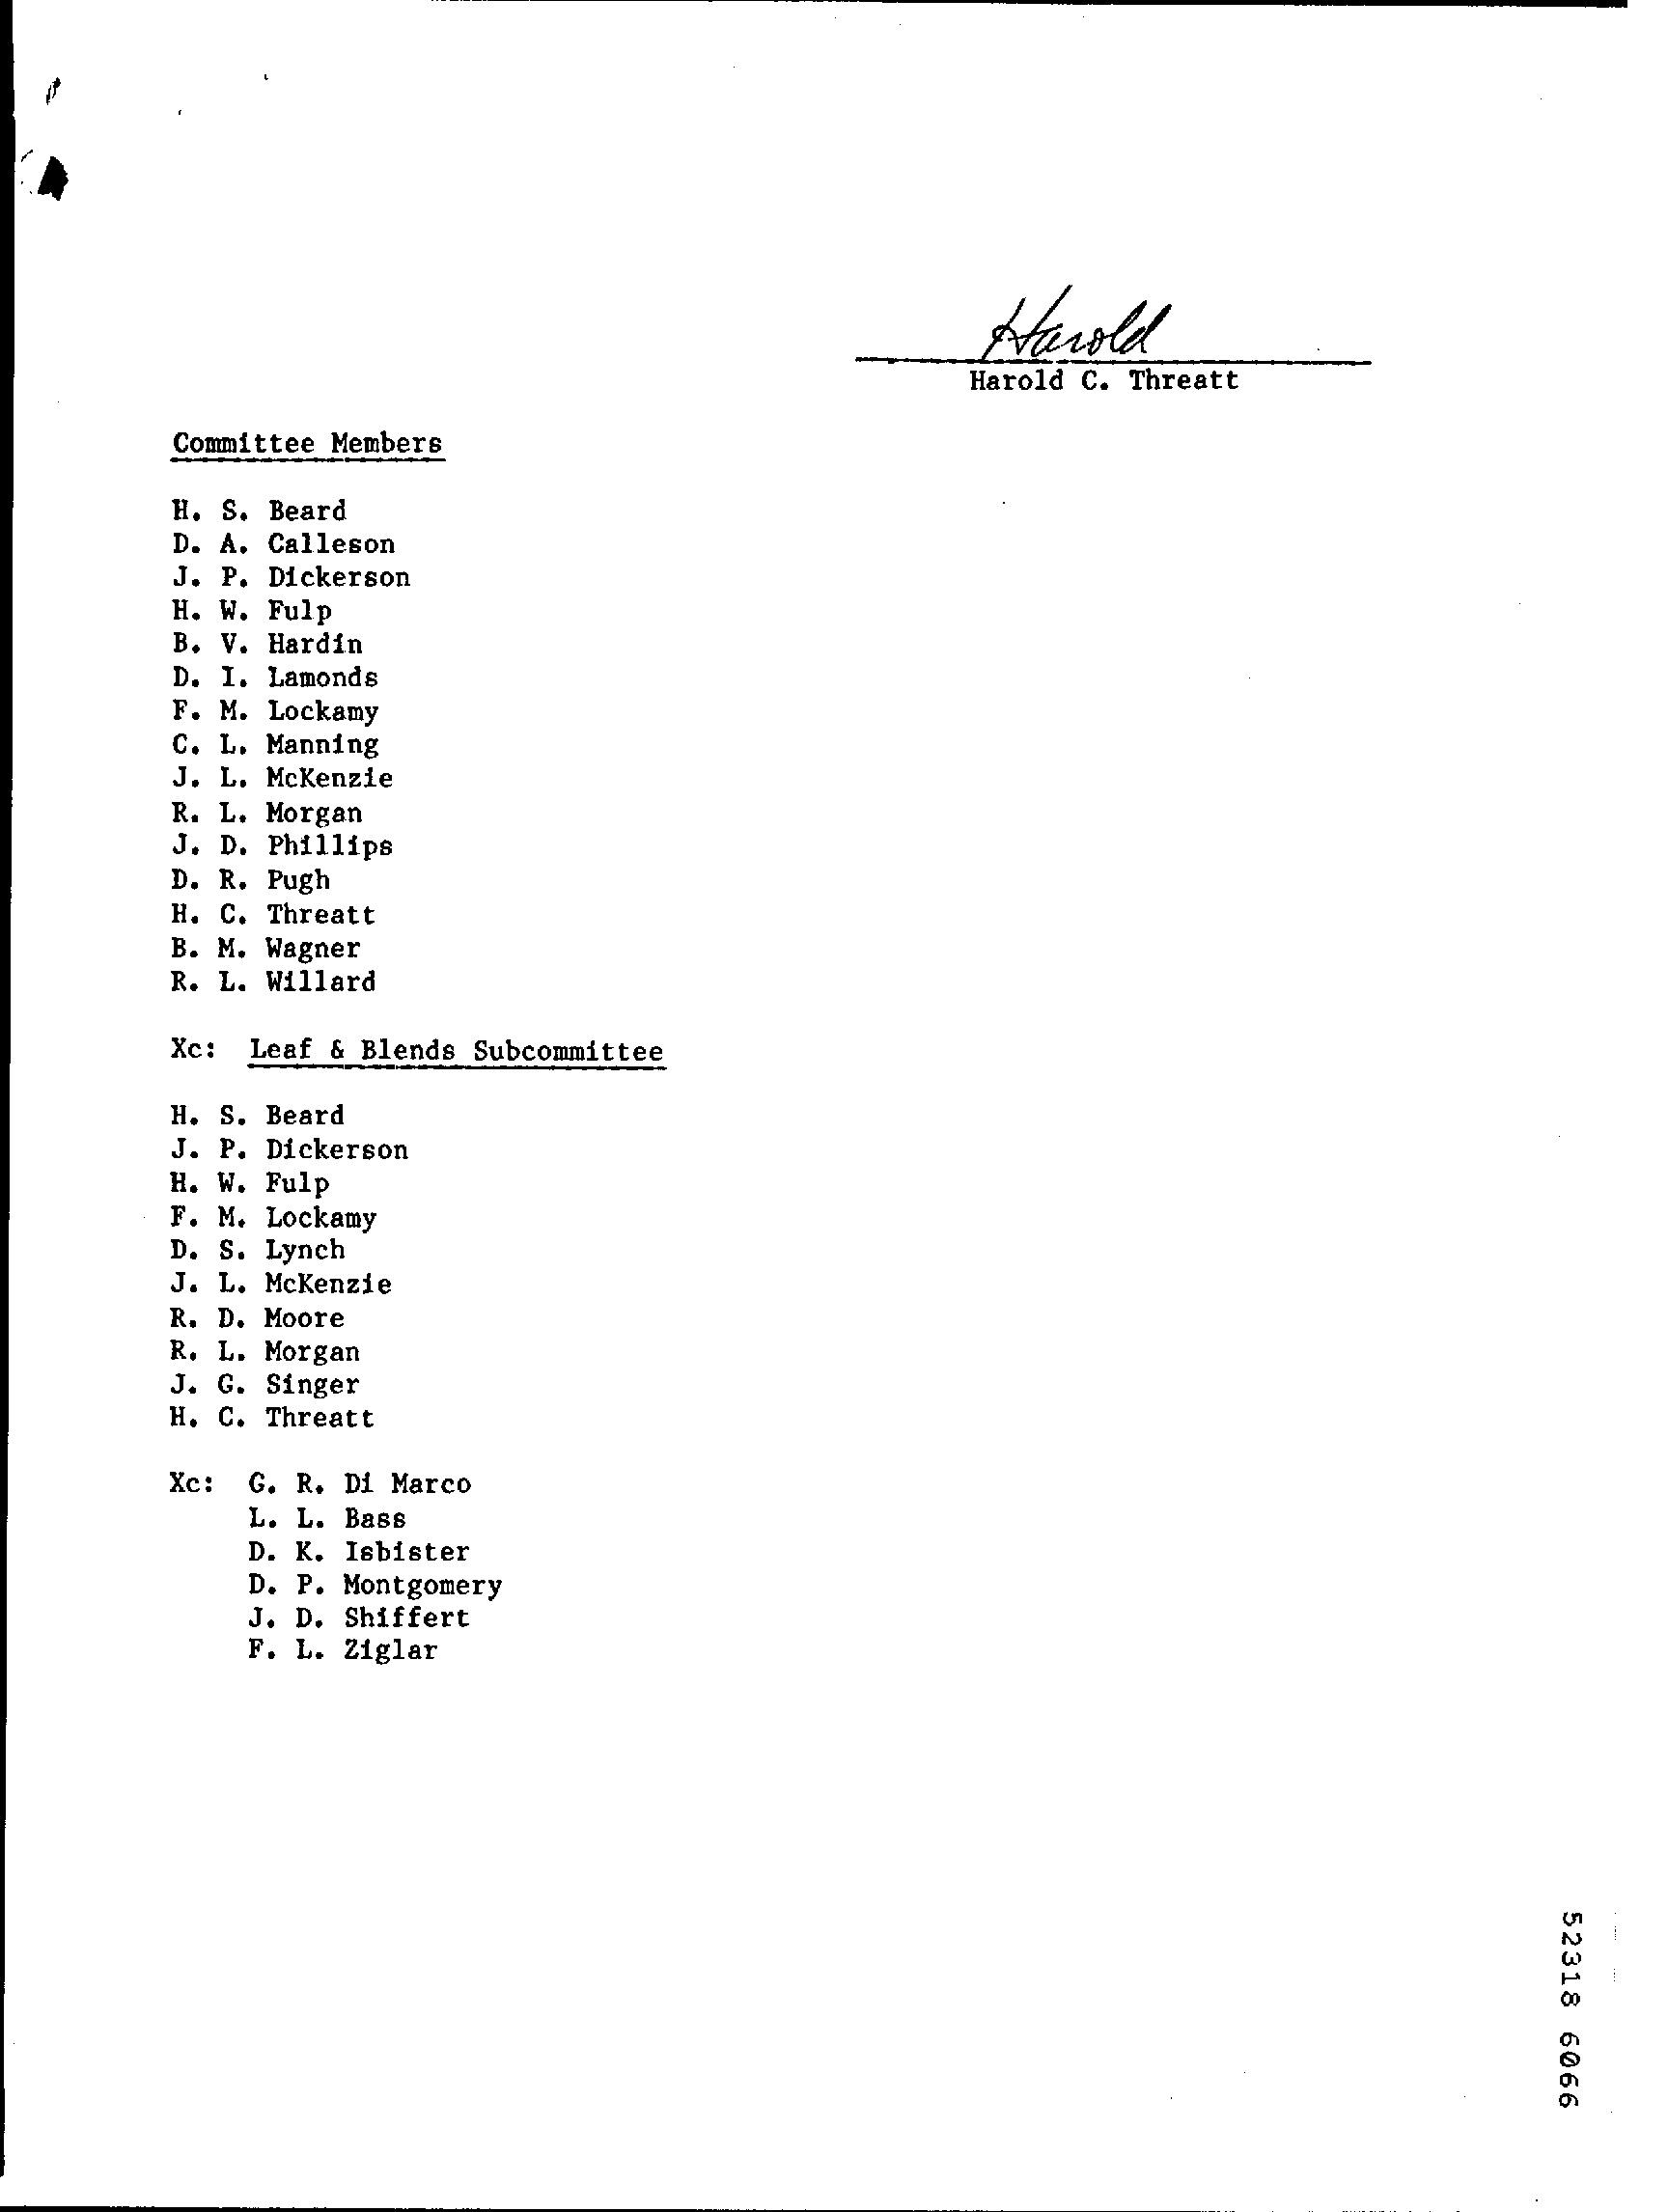 Harold
Harold C. Threatt
Committee Members
H. S. Beard
D. A. Calleson
J. P. Dickerson
H. W. Fulp
B. V. Hardin
D. I. Lamonds
F. M. Lockamy
C. L. Manning
J. L. McKenzie
R. L. Morgan
J. D. Phillips
D. R. Pugh
H. C. Threatt
B. M. Wagner
R. L. Willard
Xc: Leaf & Blends Subcommittee
H. S. Beard
J. P. Dickerson
H. W. Fulp
F. M. Lockamy
D. S. Lynch
J. L. McKenzie
R. D. Moore
R. L. Morgan
J. G. Singer
H. C. Threatt
Xc: G. R. Di Marco
L. L. Bass
D. K. Isbister
D. P. Montgomery
J. D. Shiffert
F. L. Ziglar
52318 6066